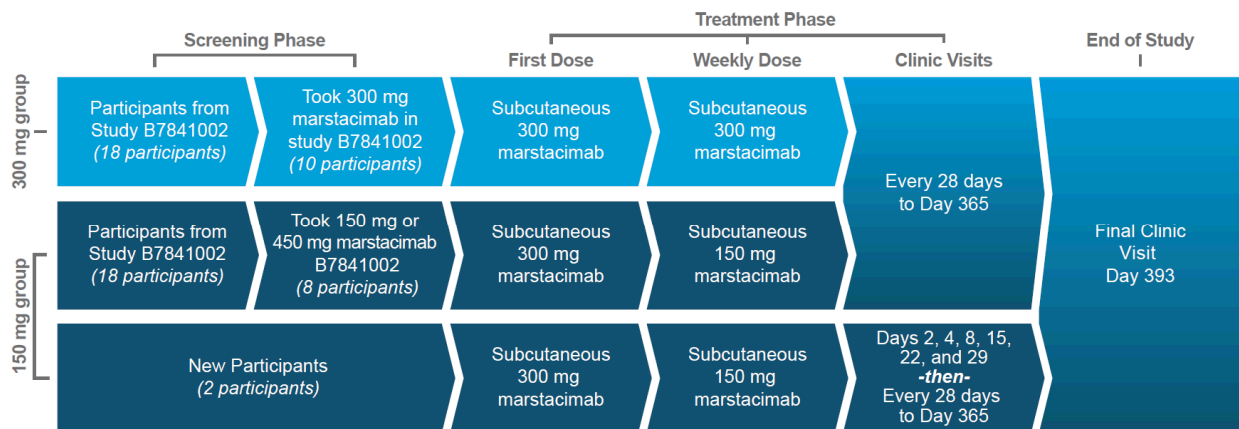 Screening Phase
Treatment Phase
End of Study
First Dose
Weekly Dose
Clinic Visits
300 mg group
Participants from
Study B7841002
(18 participants)
Took 300 mg
marstacimab in
study B7841002
(10 participants)
Subcutaneous
300 mg
marstacimab
Subcutaneous
300 mg
marstacimab
Every 28 days
to Day 365
Final Clinic
Visit
Day 393
150 mg group
Participants from
Study B7841002
(18 participants)
Took 150 mg or
450 mg marstacimab
B7841002
(8 participants)
Subcutaneous
300 mg
marstacimab
Subcutaneous
150 mg
marstacimab
New Participants
(2 participants)
Subcutaneous
300 mg
marstacimab
Subcutaneous
150 mg
marstacimab
Days 2, 4, 8, 15,
22, and 29
-then-
Every 28 days
to Day 365